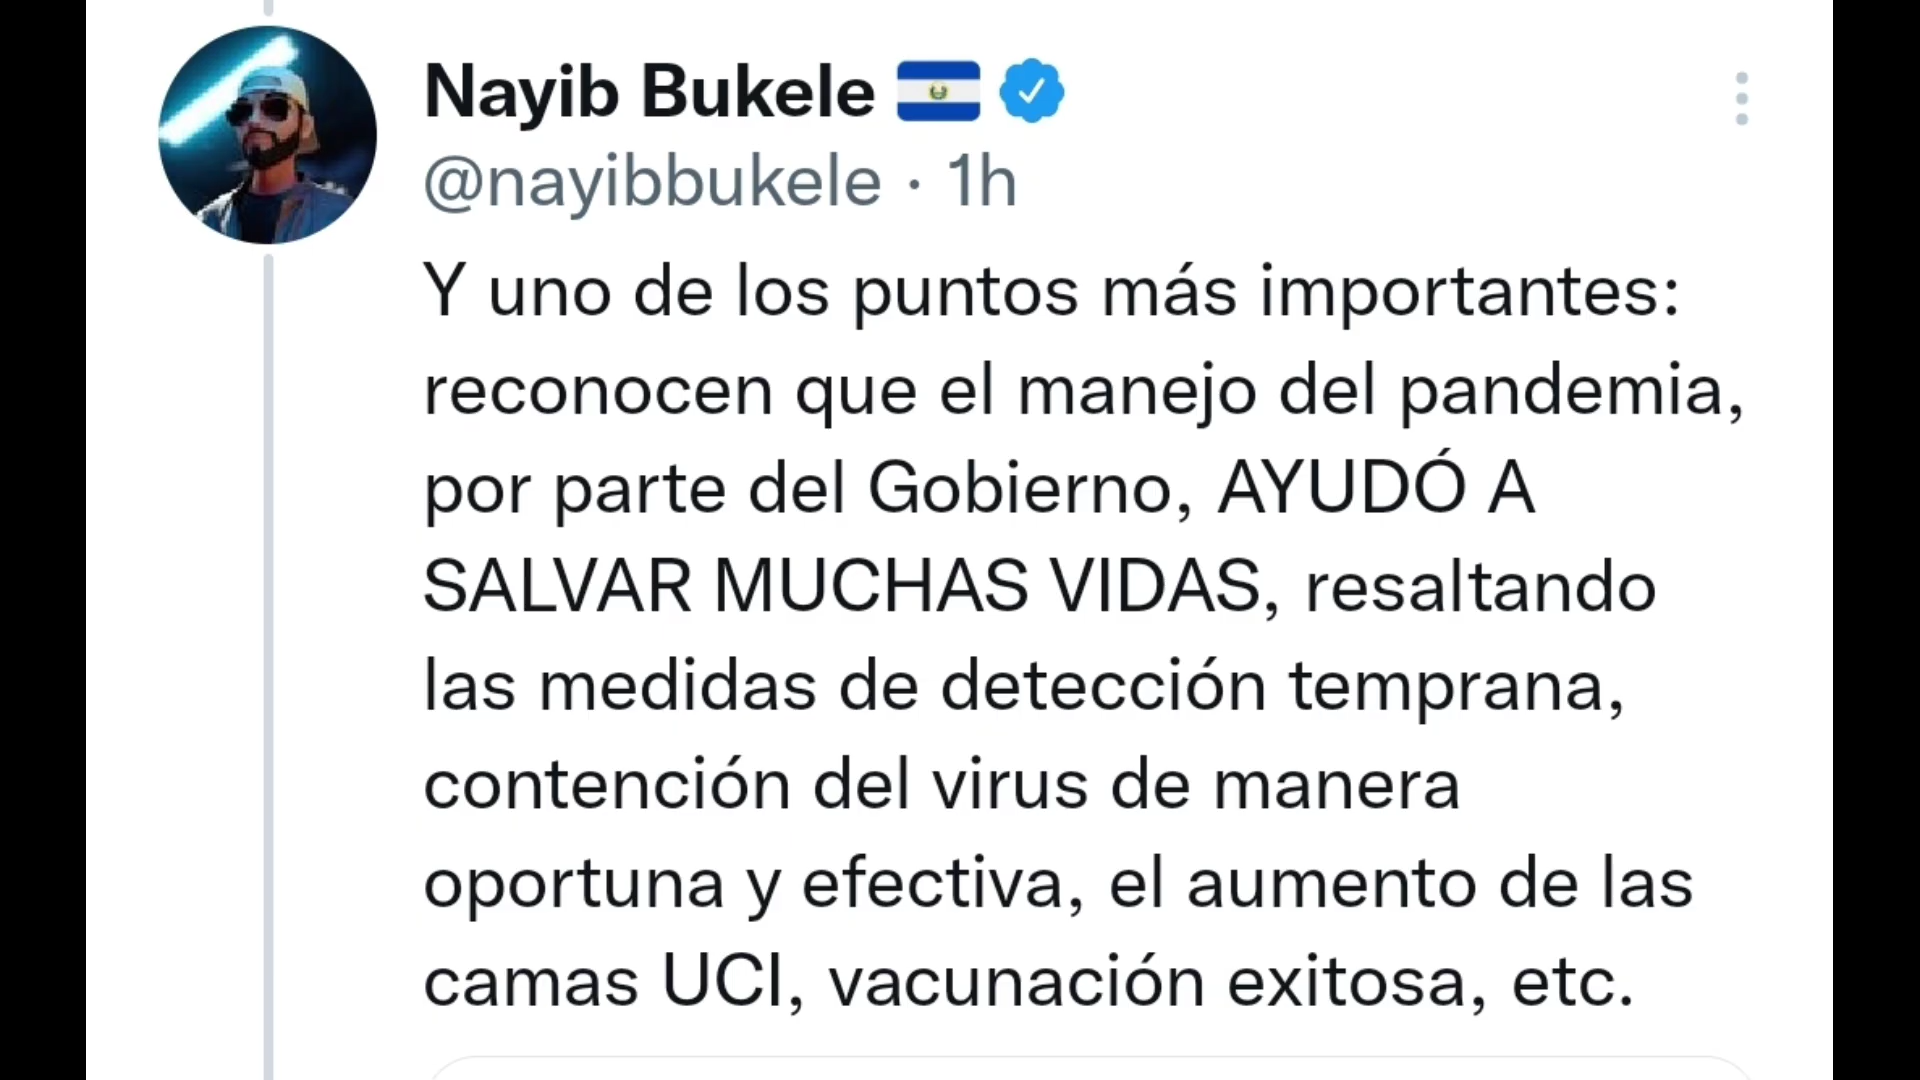 Nayib Bukele
@nayibbukele · 1h
Y uno de los puntos más importantes:
reconocen que el manejo del pandemia,
por parte del Gobierno, AYUDÓ A
SALVAR MUCHAS VIDAS, resaltando
las medidas de detección temprana,
contención del virus de manera
oportuna y efectiva, el aumento de las
camas UCI, vacunación exitosa, etc.